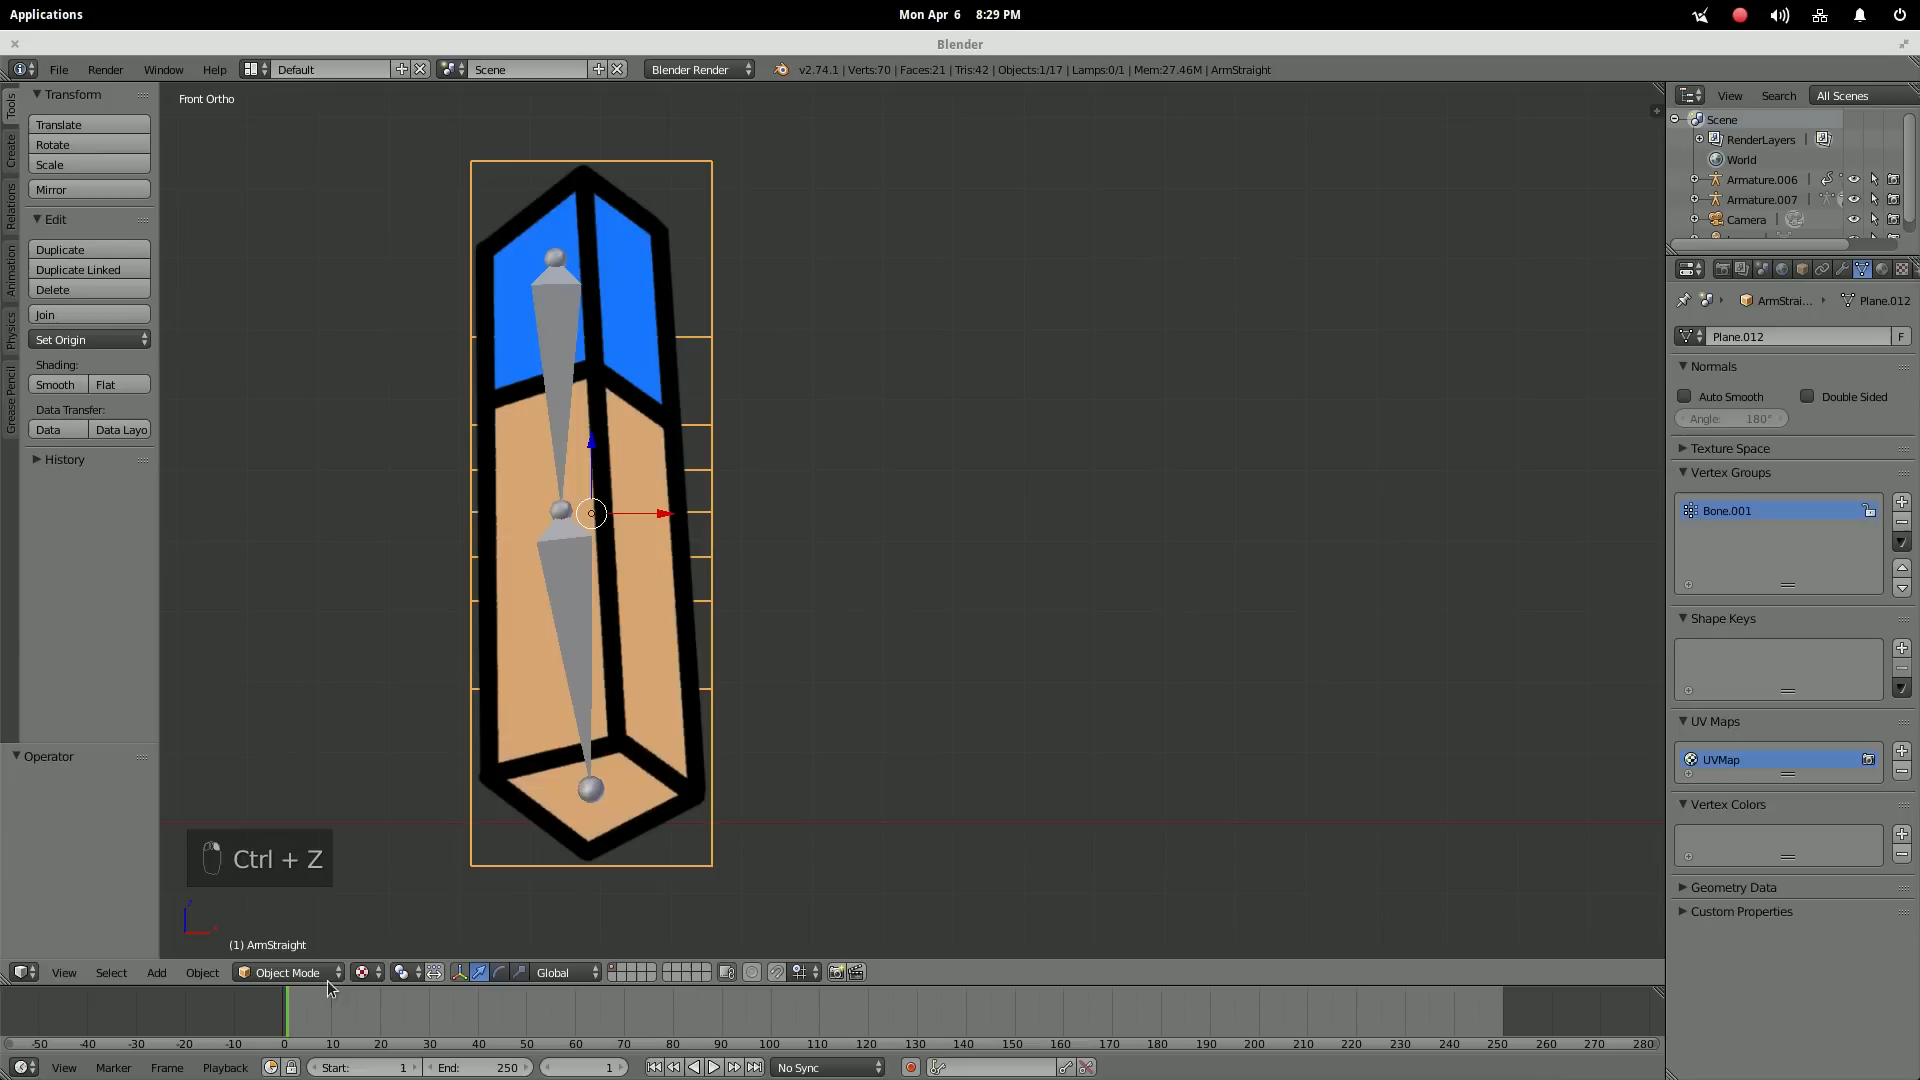 Applications
Mon Apr 6 8:29 PM
Blender
File Render Window Help Default Scene Blender Render v2.74.1 | Verts:70 | Faces:21 | Tris:42 | Objects:1/17 | Lamps:0/1 | Mem:27.46M | ArmStraight
Tools
Create
Relations
Animation
Physics
Grease Pencil
Transform
Translate
Rotate
Scale
Mirror
Edit
Duplicate
Duplicate Linked
Delete
Join
Set Origin
Shading:
Smooth Flat
Data Transfer:
Data Data Layo
History
Operator
Front Ortho
Ctrl + Z
(1) ArmStraight
View Select Add Object Object Mode Global
-50 -40 -30 -20 -10 0 10 20 30 40 50 60 70 80 90 100 110 120 130 140 150 160 170 180 190 200 210 220 230 240 250 260 270 280
View Marker Frame Playback Start: 1 End: 250 1 No Sync
View Search All Scenes
Scene
RenderLayers
World
Armature.006
Armature.007
Camera
ArmStrai... Plane.012
Plane.012 F
Normals
Auto Smooth Double Sided
Angle: 180°
Texture Space
Vertex Groups
Bone.001
Shape Keys
UV Maps
UVMap
Vertex Colors
Geometry Data
Custom Properties